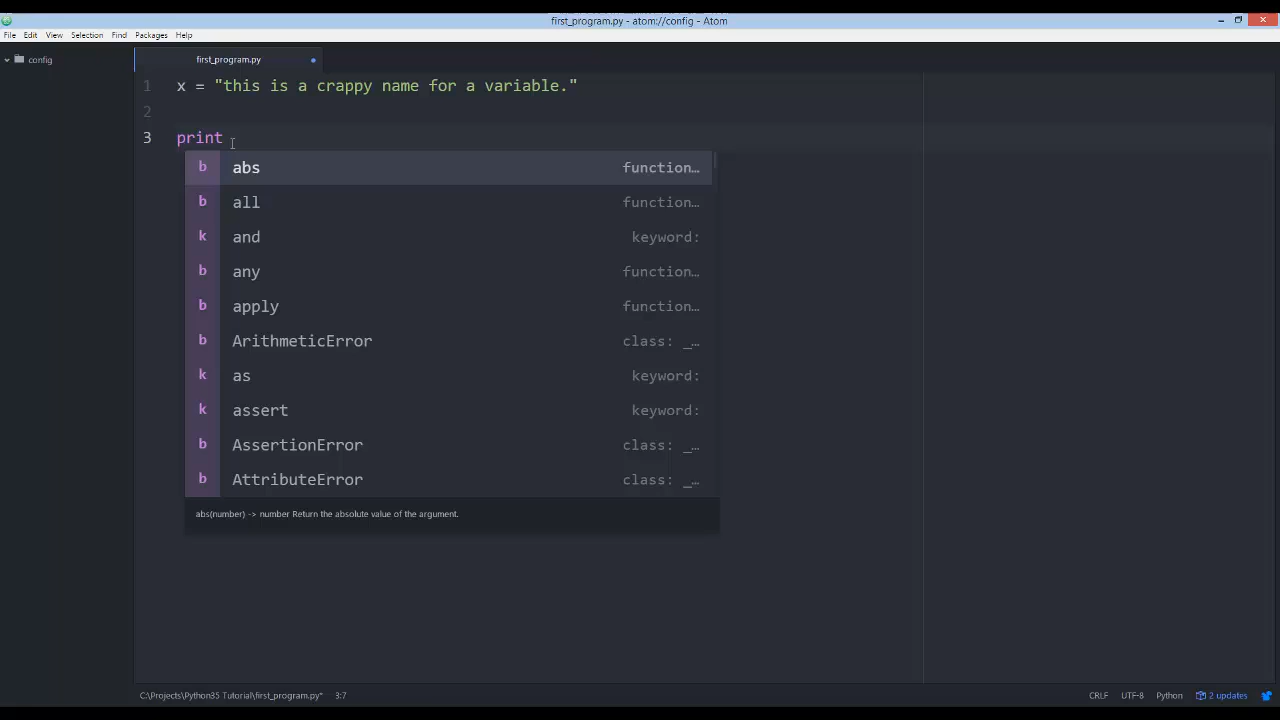 first_program.py - atom://config - Atom
File Edit View Selection Find Packages Help
config
first_program.py
1 x = "this is a crappy name for a variable."
2
3 print
b abs function…
b all function…
k and keyword:
b any function…
b apply function…
b ArithmeticError class: _…
k as keyword:
k assert keyword:
b AssertionError class: _…
b AttributeError class: _…
abs(number) -> number Return the absolute value of the argument.
C:\Projects\Python35 Tutorial\first_program.py* 3:7 CRLF UTF-8 Python 2 updates